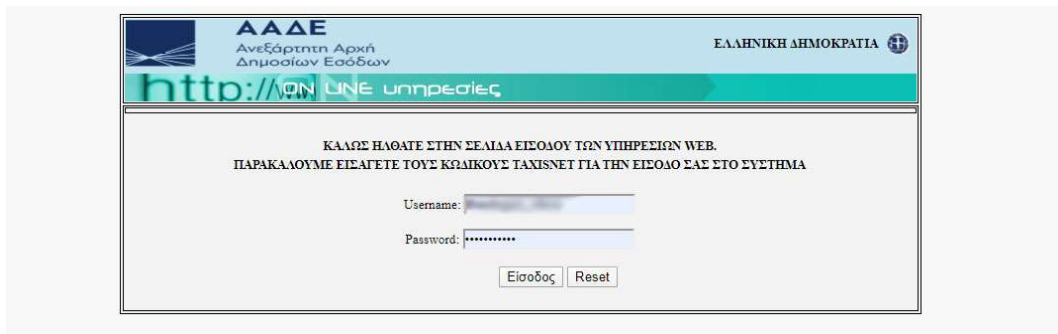 ΑΑΔΕ
Ανεξάρτητη Αρχή
Δημοσίων Εσόδων
ΕΛΛΗΝΙΚΗ ΔΗΜΟΚΡΑΤΙΑ
http://www
ON LINE υπηρεσίες
ΚΑΛΩΣ ΗΛΘΑΤΕ ΣΤΗΝ ΣΕΛΙΔΑ ΕΙΣΟΔΟΥ ΤΩΝ ΥΠΗΡΕΣΙΩΝ WEB.
ΠΑΡΑΚΑΛΟΥΜΕ ΕΙΣΑΓΕΤΕ ΤΟΥΣ ΚΩΔΙΚΟΥΣ TAXISNET ΓΙΑ ΤΗΝ ΕΙΣΟΔΟ ΣΑΣ ΣΤΟ ΣΥΣΤΗΜΑ
Username:
Password: •••••••••••
Είσοδος Reset